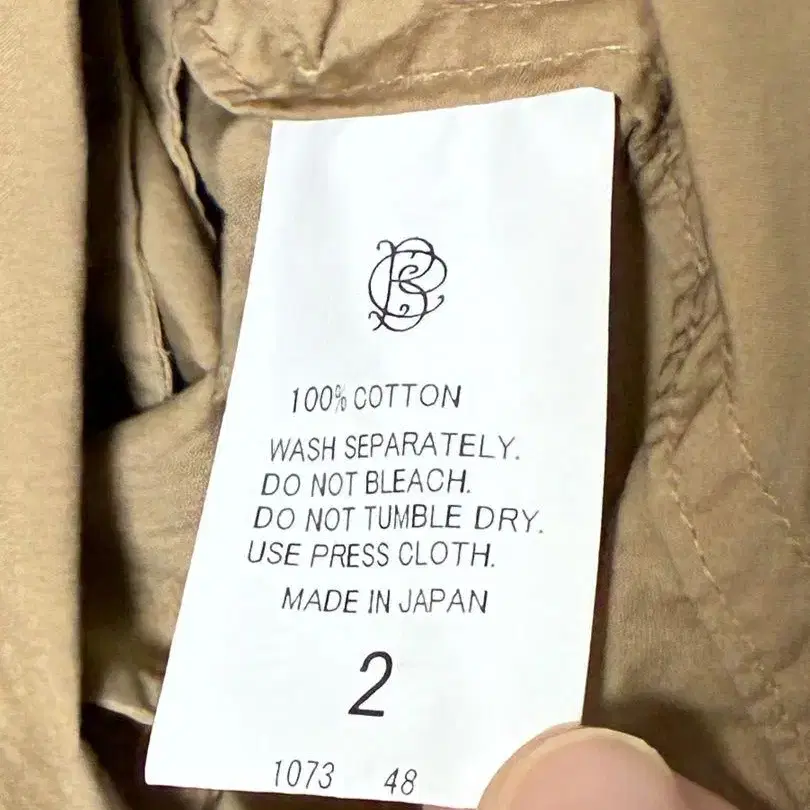 100% COTTON
WASH SEPARATELY.
DO NOT BLEACH.
DO NOT TUMBLE DRY.
USE PRESS CLOTH.
MADE IN JAPAN
2
1073 48